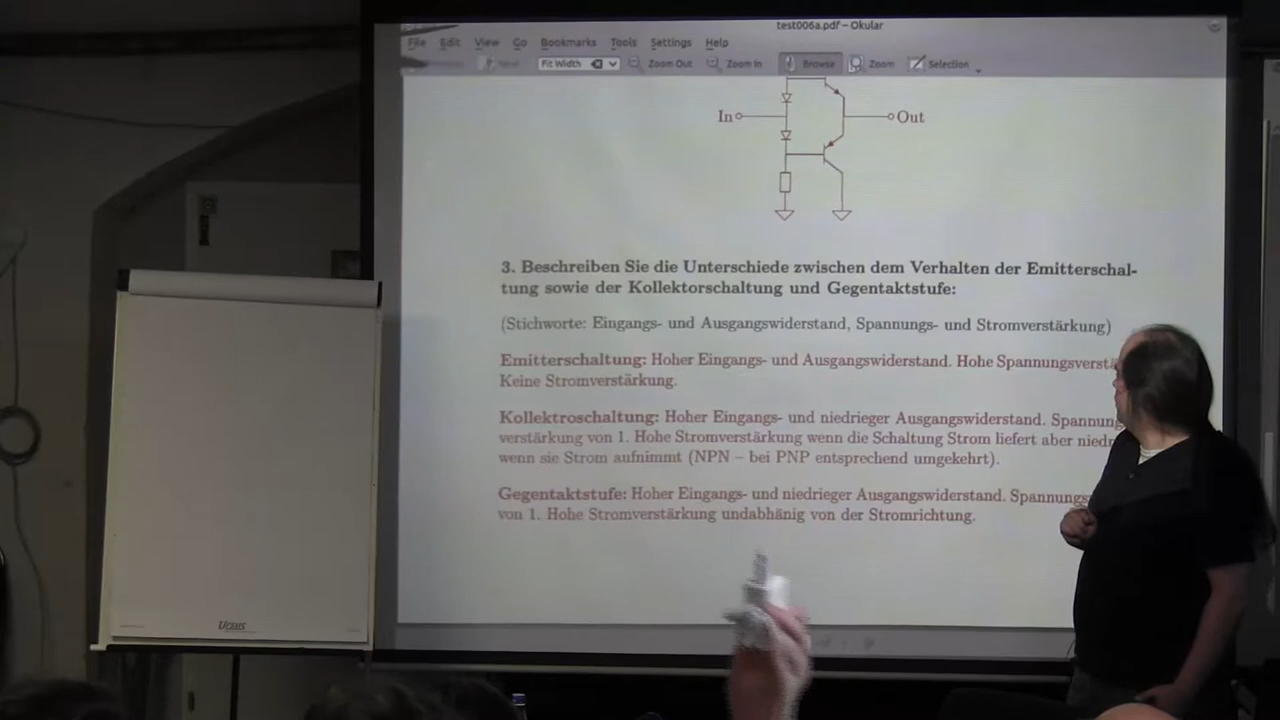 test006a.pdf – Okular
File Edit View Go Bookmarks Tools Settings Help
Fit Width Zoom Out Zoom In Browse Zoom Selection
In Out
3. Beschreiben Sie die Unterschiede zwischen dem Verhalten der Emitterschal-
tung sowie der Kollektorschaltung und Gegentaktstufe:
(Stichworte: Eingangs- und Ausgangswiderstand, Spannungs- und Stromverstärkung)
Emitterschaltung: Hoher Eingangs- und Ausgangswiderstand. Hohe Spannungsverstä
Keine Stromverstärkung.
Kollektroschaltung: Hoher Eingangs- und niedrieger Ausgangswiderstand. Spannung
verstärkung von 1. Hohe Stromverstärkung wenn die Schaltung Strom liefert aber niedr
wenn sie Strom aufnimmt (NPN – bei PNP entsprechend umgekehrt).
Gegentaktstufe: Hoher Eingangs- und niedrieger Ausgangswiderstand. Spannungs
von 1. Hohe Stromverstärkung undabhänig von der Stromrichtung.